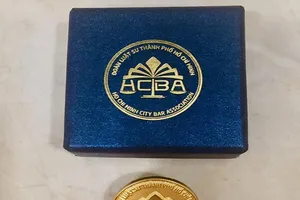 ĐOÀN LUẬT SƯ THÀNH PHỐ HỒ CHÍ MINH
HCBA
HO CHI MINH CITY BAR ASSOCIATION